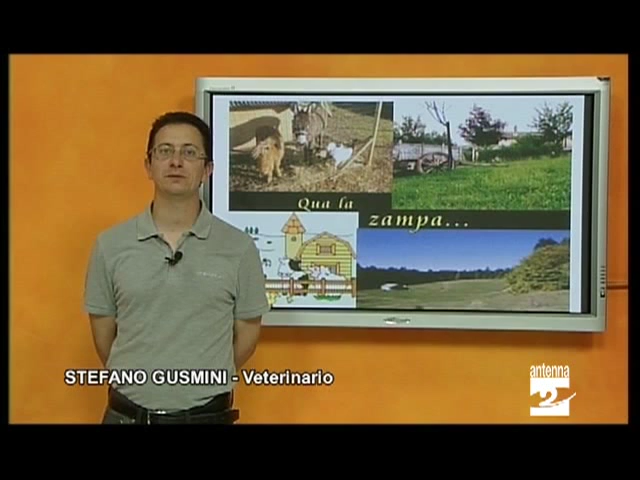 Qua la
zampa...
STEFANO GUSMINI - Veterinario
antenna
2